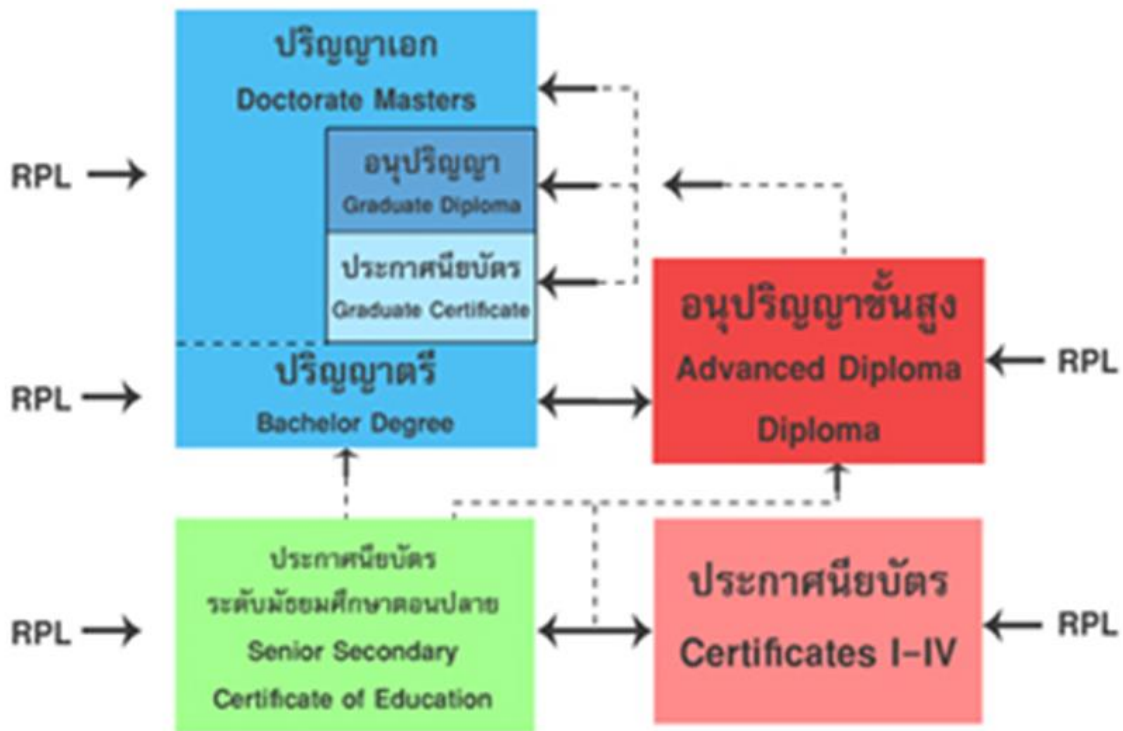 ปริญญาเอก
Doctorate Masters
RPL
อนุปริญญา
Graduate Diploma
ประกาศนียบัตร
Graduate Certificate
ปริญญาตรี
Bachelor Degree
RPL
อนุปริญญาชั้นสูง
Advanced Diploma
Diploma
RPL
ประกาศนียบัตร
ระดับมัธยมศึกษาตอนปลาย
Senior Secondary
Certificate of Education
RPL
ประกาศนียบัตร
Certificates I-IV
RPL